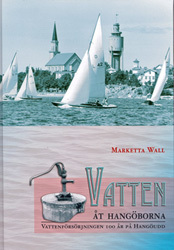 MARKETTA WALL
VATTEN
ÅT HANGÖBORNA
VATTENFÖRSÖRJNINGEN 100 ÅR PÅ HANGÖUDD